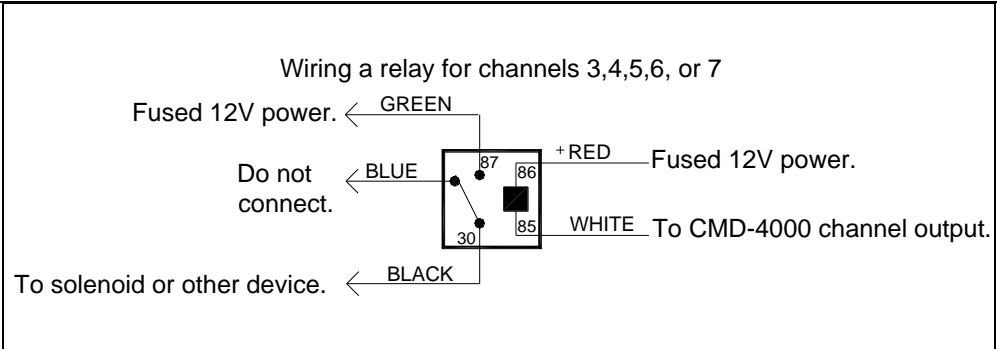 Wiring a relay for channels 3,4,5,6, or 7
Fused 12V power.
GREEN
87
+RED
Fused 12V power.
86
Do not
connect.
BLUE
85
WHITE
To CMD-4000 channel output.
30
To solenoid or other device.
BLACK